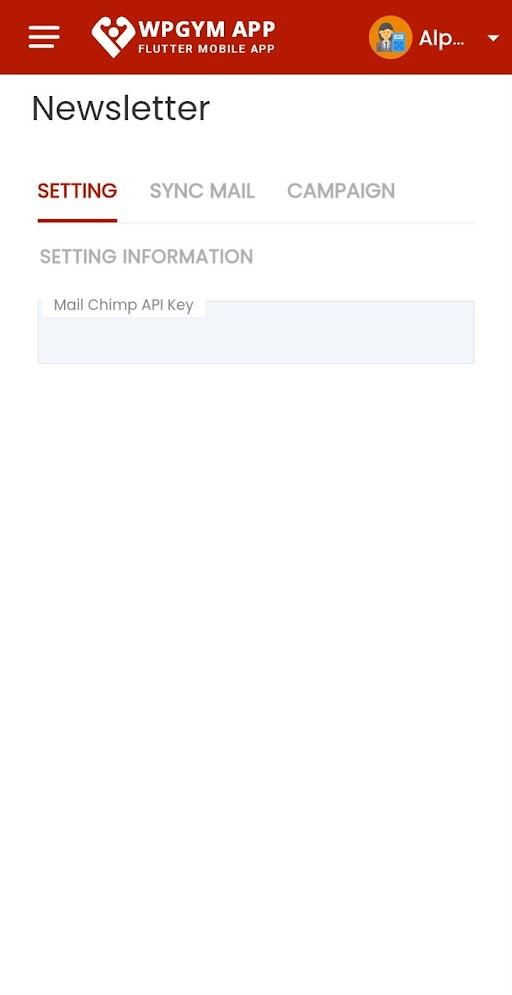 WPGYM APP
FLUTTER MOBILE APP
Alp...
Newsletter
SETTING
SYNC MAIL
CAMPAIGN
SETTING INFORMATION
Mail Chimp API Key